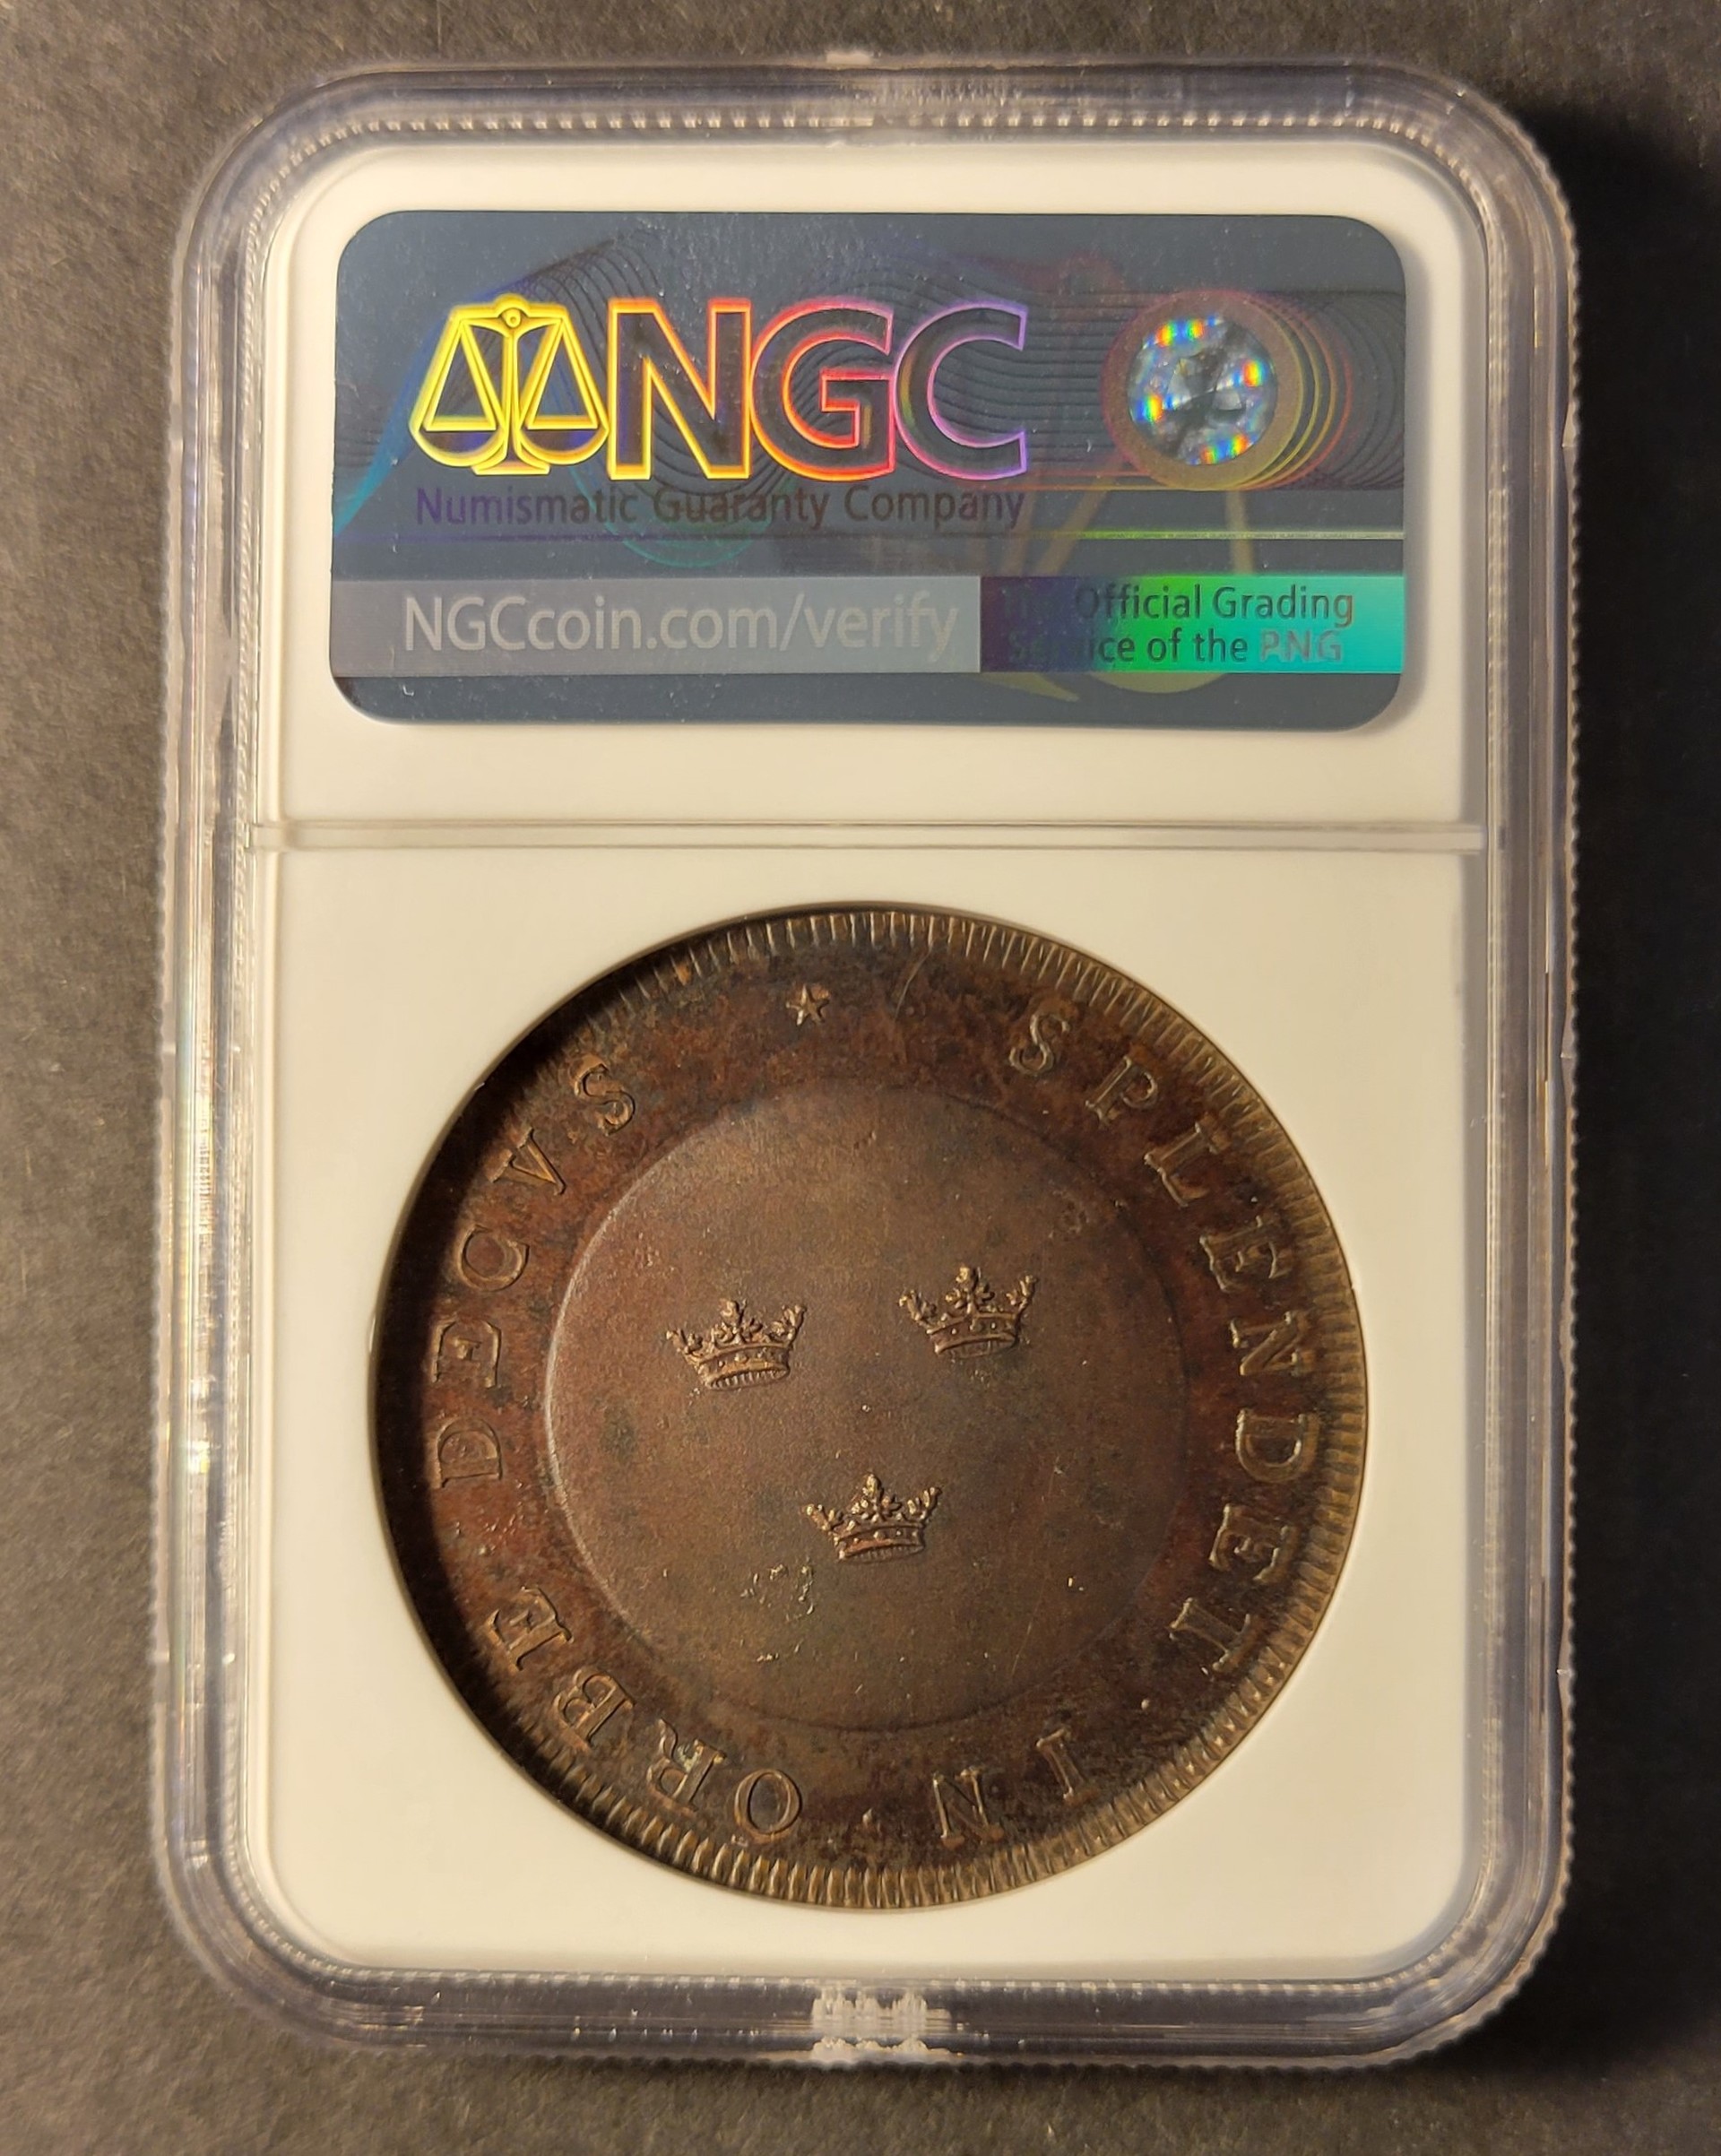 NGC
Numismatic Guaranty Company
NGCcoin.com/verify
The Official Grading
Service of the PNG
SPLENDET IN ORBE DECVS